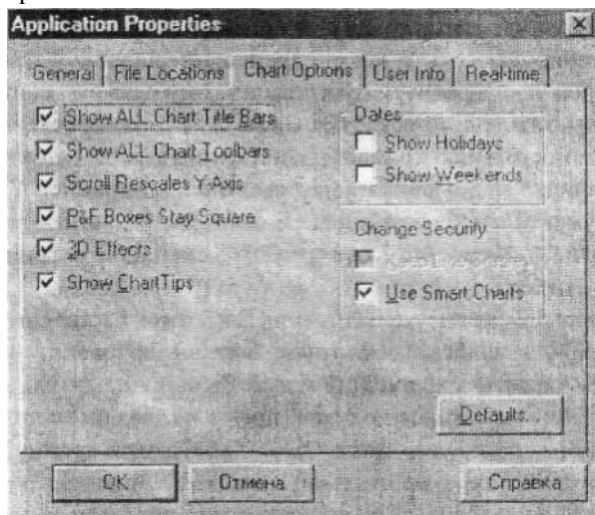 Application Properties
General File Locations Chart Options User Info Real-time
Show ALL Chart Title Bars
Show ALL Chart Toolbars
Scroll Rescales Y-Axis
P&F Boxes Stay Square
3D Effects
Show ChartTips
Dates
Show Holidays
Show Weekends
Change Security
Use Smart Charts
Defaults...
OK Отмена Справка